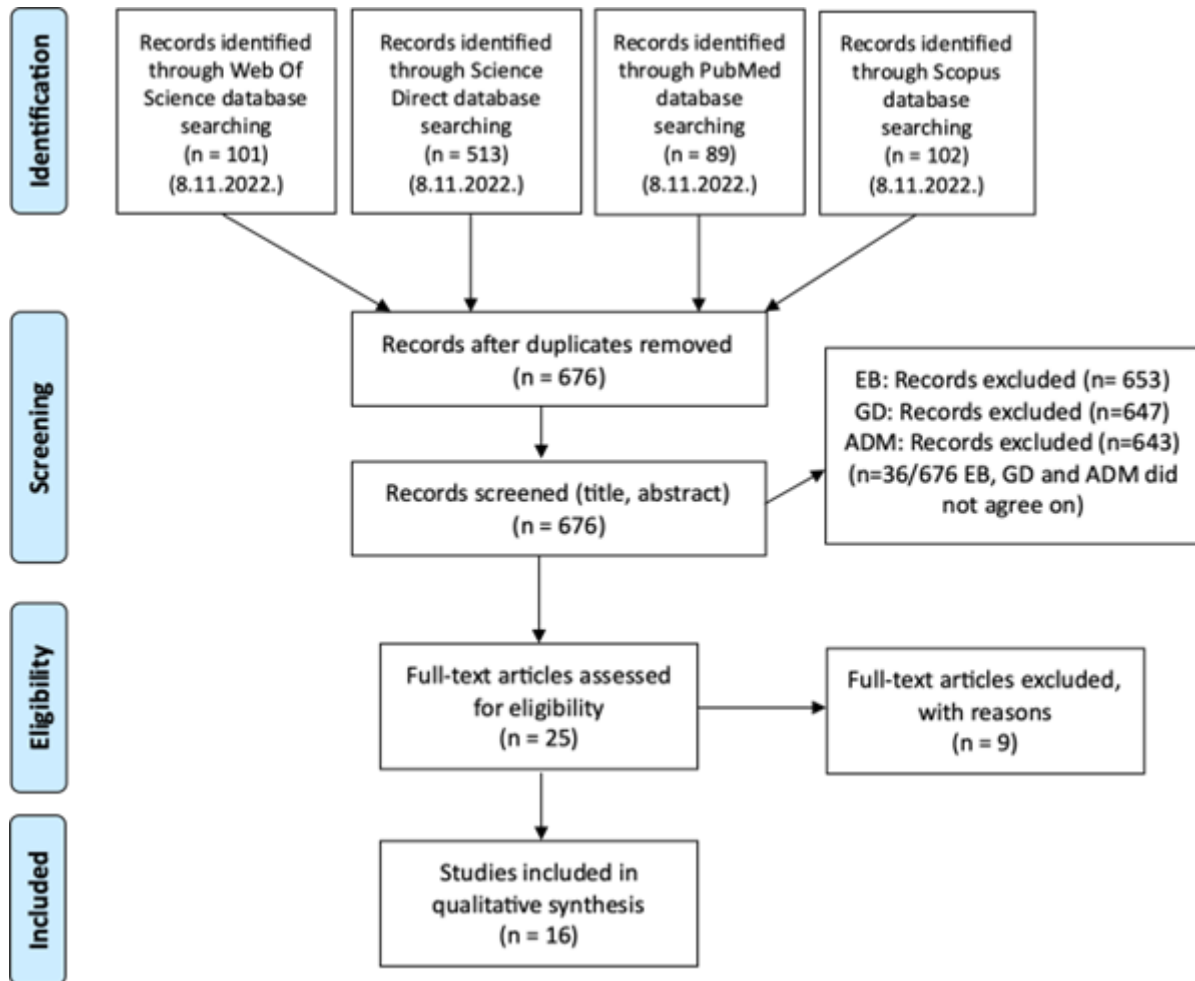 Identification
Records identified
through Web Of
Science database
searching
(n = 101)
(8.11.2022.)
Records identified
through Science
Direct database
searching
(n = 513)
(8.11.2022.)
Records identified
through PubMed
database
searching
(n = 89)
(8.11.2022.)
Records identified
through Scopus
database
searching
(n = 102)
(8.11.2022.)
Screening
Records after duplicates removed
(n = 676)
Records screened (title, abstract)
(n = 676)
EB: Records excluded (n= 653)
GD: Records excluded (n=647)
ADM: Records excluded (n=643)
(n=36/676 EB, GD and ADM did
not agree on)
Eligibility
Full-text articles assessed
for eligibility
(n = 25)
Full-text articles excluded,
with reasons
(n = 9)
Included
Studies included in
qualitative synthesis
(n = 16)